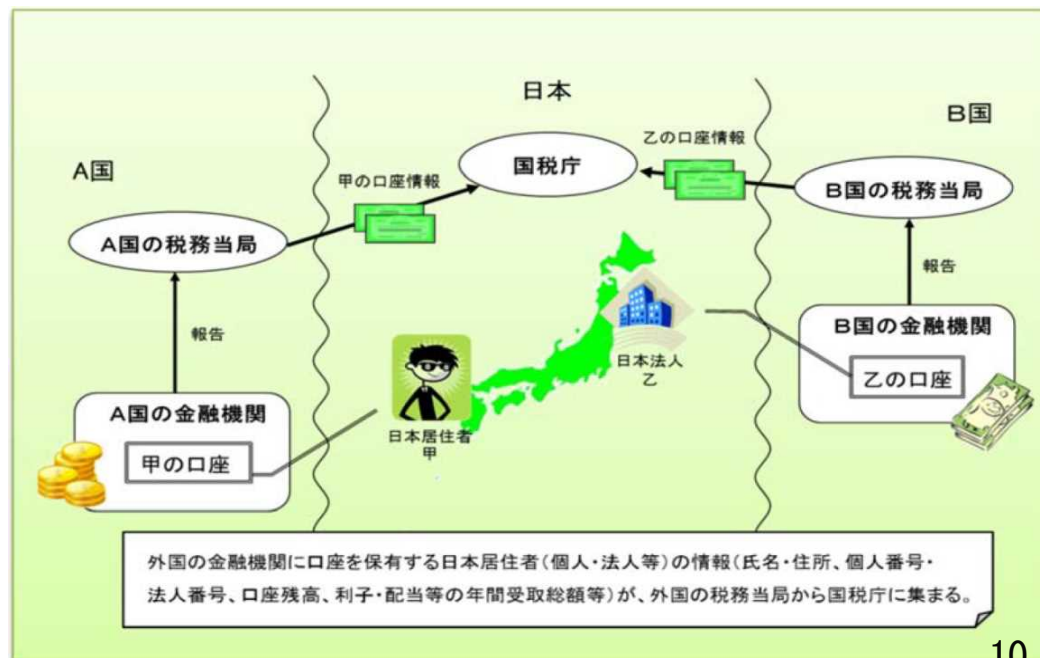 日本
B国
A国
国税庁
乙の口座情報
甲の口座情報
B国の税務当局
A国の税務当局
報告
報告
B国の金融機関
乙の口座
日本法人
乙
A国の金融機関
甲の口座
日本居住者
甲
外国の金融機関に口座を保有する日本居住者(個人・法人等)の情報(氏名・住所、個人番号・
法人番号、口座残高、利子・配当等の年間受取総額等)が、外国の税務当局から国税庁に集まる。
10